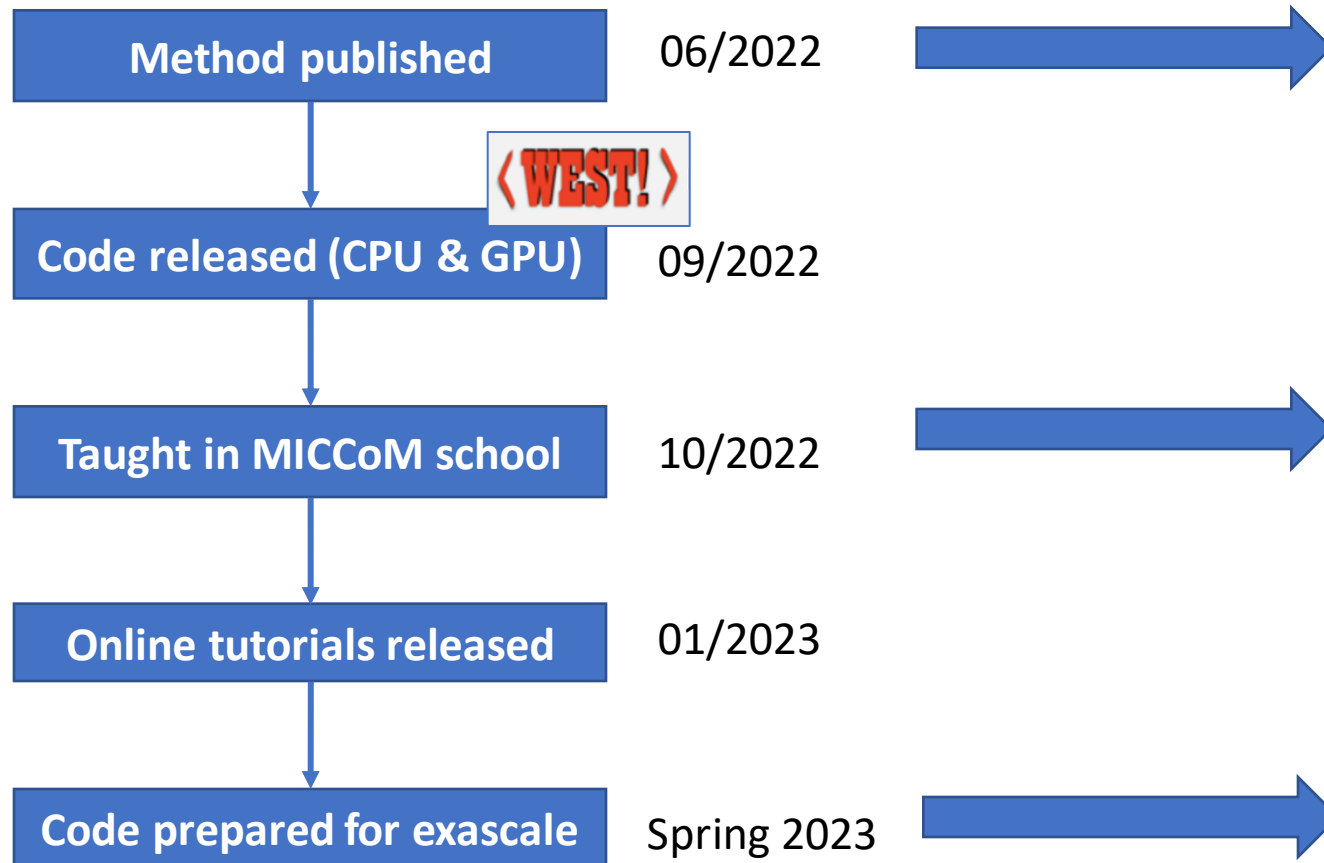 Method published
06/2022
<WEST!>
Code released (CPU & GPU)
09/2022
Taught in MICCoM school
10/2022
Online tutorials released
01/2023
Code prepared for exascale
Spring 2023